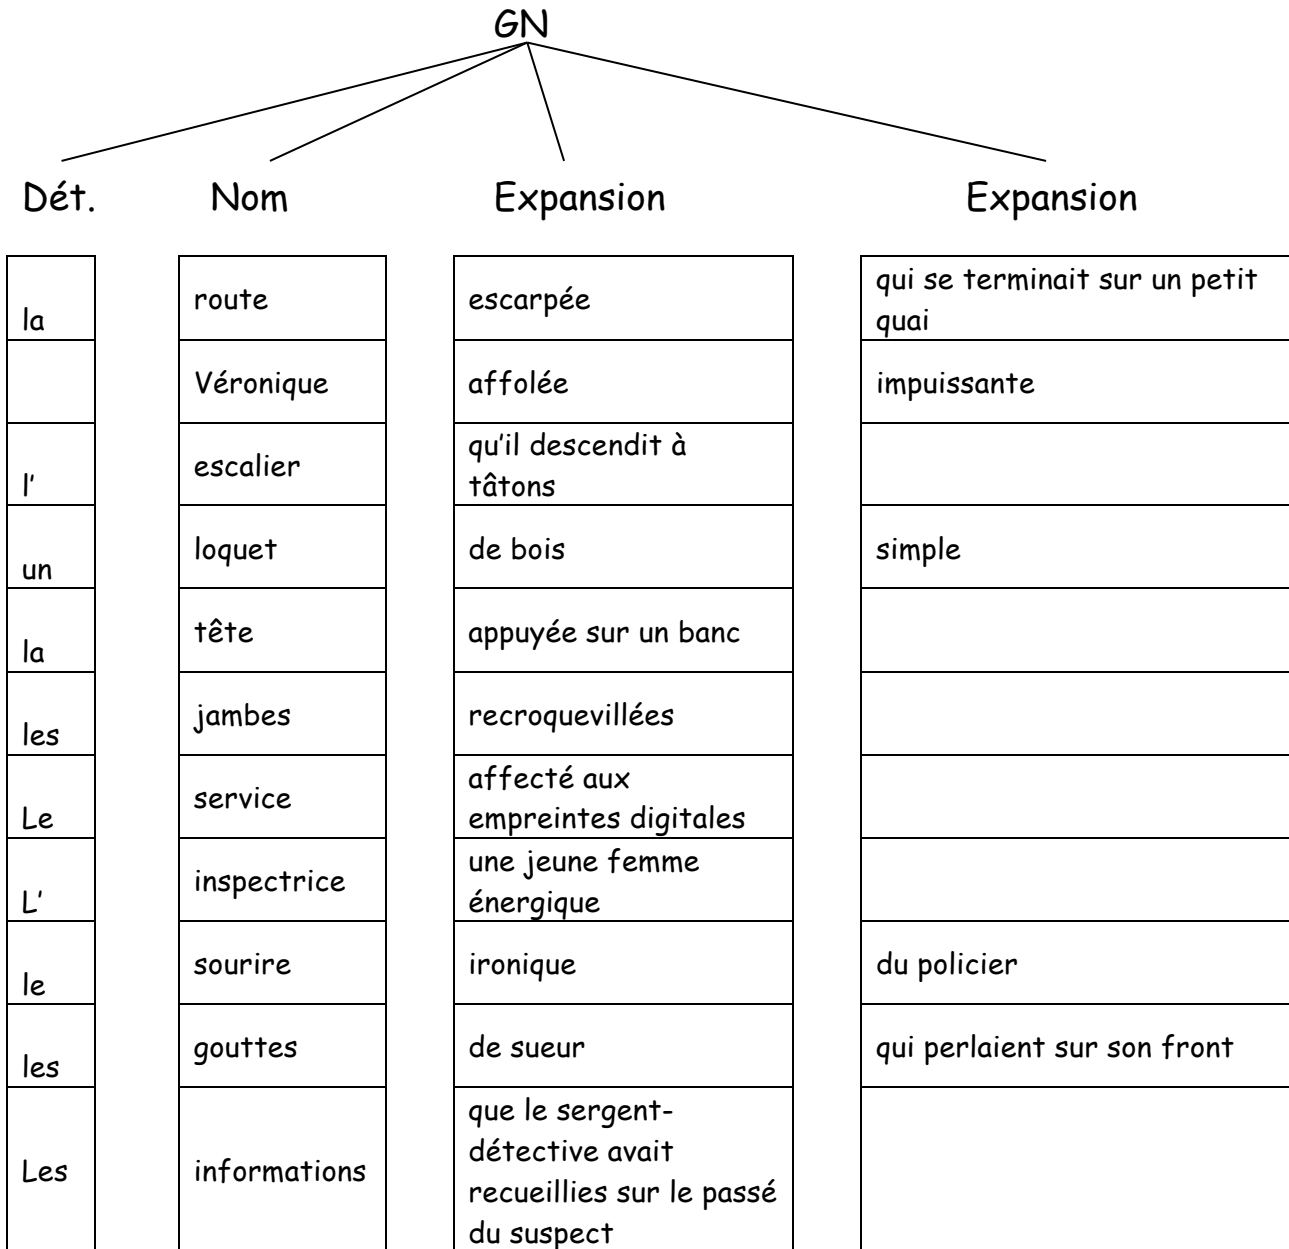 GN
Dét. Nom Expansion Expansion
la route escarpée qui se terminait sur un petit
quai
Véronique affolée impuissante
l' escalier qu'il descendit à
tâtons
un loquet de bois simple
la tête appuyée sur un banc
les jambes recroquevillées
Le service affecté aux
empreintes digitales
L' inspectrice une jeune femme
énergique
le sourire ironique du policier
les gouttes de sueur qui perlaient sur son front
Les informations que le sergent-
détective avait
recueillies sur le passé
du suspect